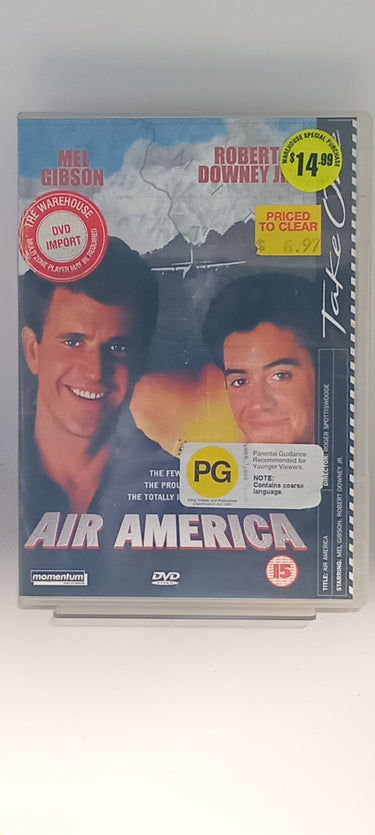 MEL
GIBSON
ROBERT
DOWNEY J
WAREHOUSE SPECIAL PURCHASE
$14.99
PRICED
TO CLEAR
$ 6.97
THE WAREHOUSE
DVD
IMPORT
MULTI ZONE PLAYER MAY BE REQUIRED
Take O
THE FEW
THE PROU
THE TOTALLY
PG
Parental Guidance
Recommended for
Younger Viewers.
NOTE:
Contains coarse
language.
AIR AMERICA
momentum
DVD
VIDEO
15
TITLE: AIR AMERICA
DIRECTOR: ROGER SPOTTISWOODE
STARRING: MEL GIBSON, ROBERT DOWNEY JR.